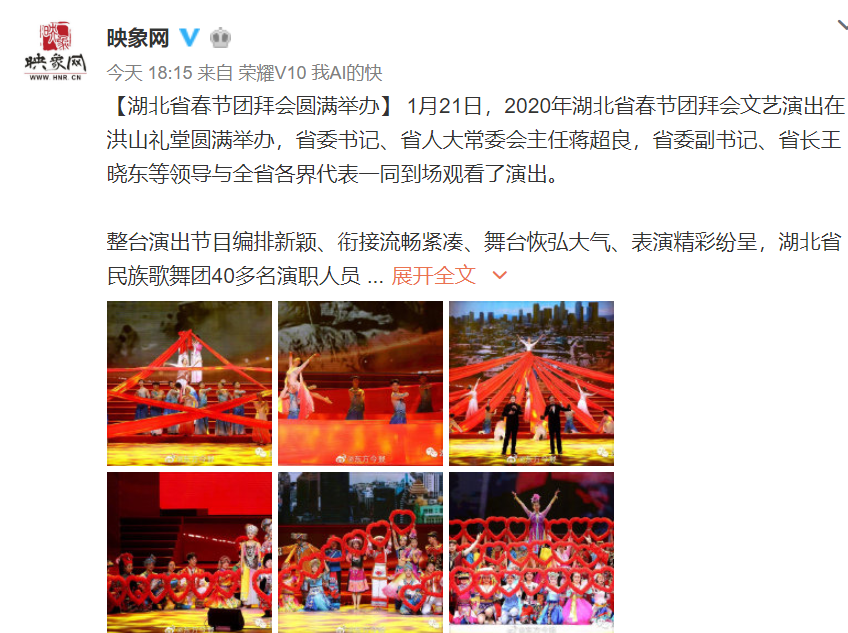 映象网
映象网
WWW.HNR.CN
今天 18:15 来自 荣耀V10 我AI的快
【湖北省春节团拜会圆满举办】 1月21日，2020年湖北省春节团拜会文艺演出在
洪山礼堂圆满举办，省委书记、省人大常委会主任蒋超良，省委副书记、省长王
晓东等领导与全省各界代表一同到场观看了演出。
整台演出节目编排新颖、衔接流畅紧凑、舞台恢弘大气、表演精彩纷呈，湖北省
民族歌舞团40多名演职人员 ... 展开全文